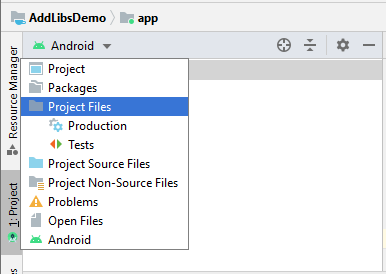 AddLibsDemo app
Android
Resource Manager
1: Project
Project
Packages
Project Files
Production
Tests
Project Source Files
Project Non-Source Files
Problems
Open Files
Android